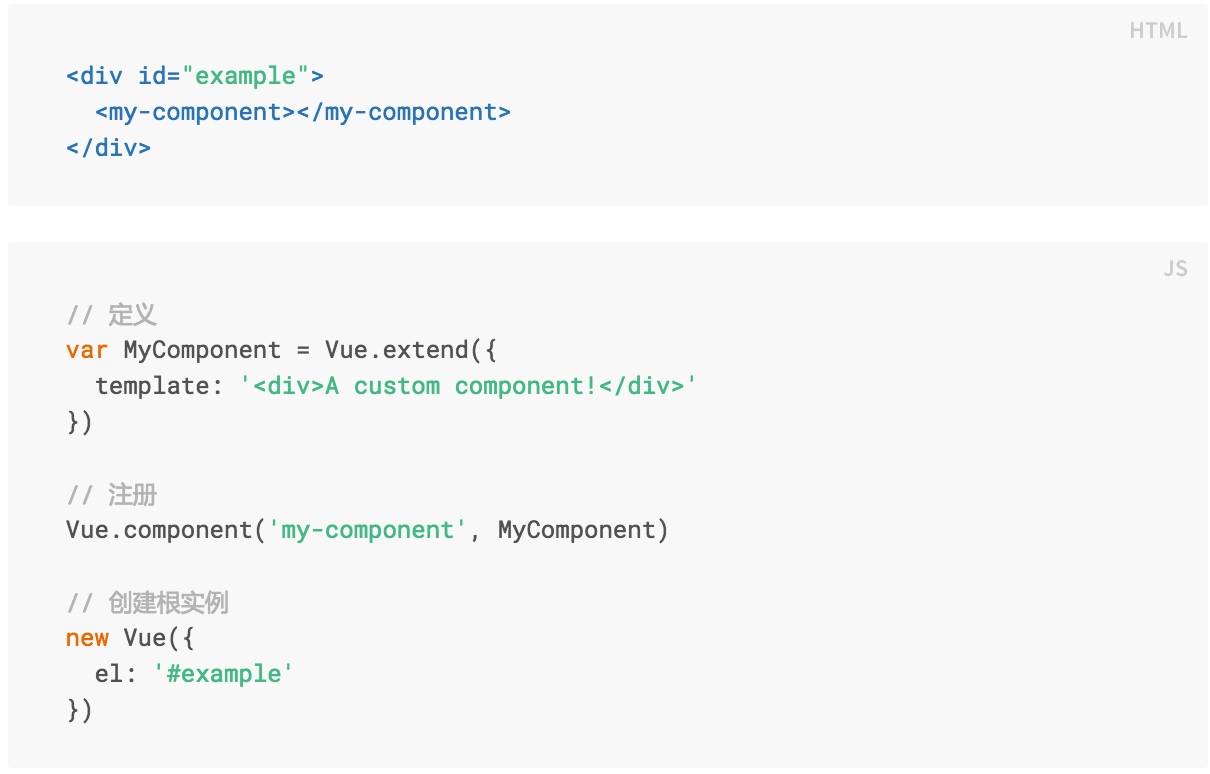 HTML
<div id="example">
  <my-component></my-component>
</div>
JS
// 定义
var MyComponent = Vue.extend({
  template: '<div>A custom component!</div>'
})
// 注册
Vue.component('my-component', MyComponent)
// 创建根实例
new Vue({
  el: '#example'
})